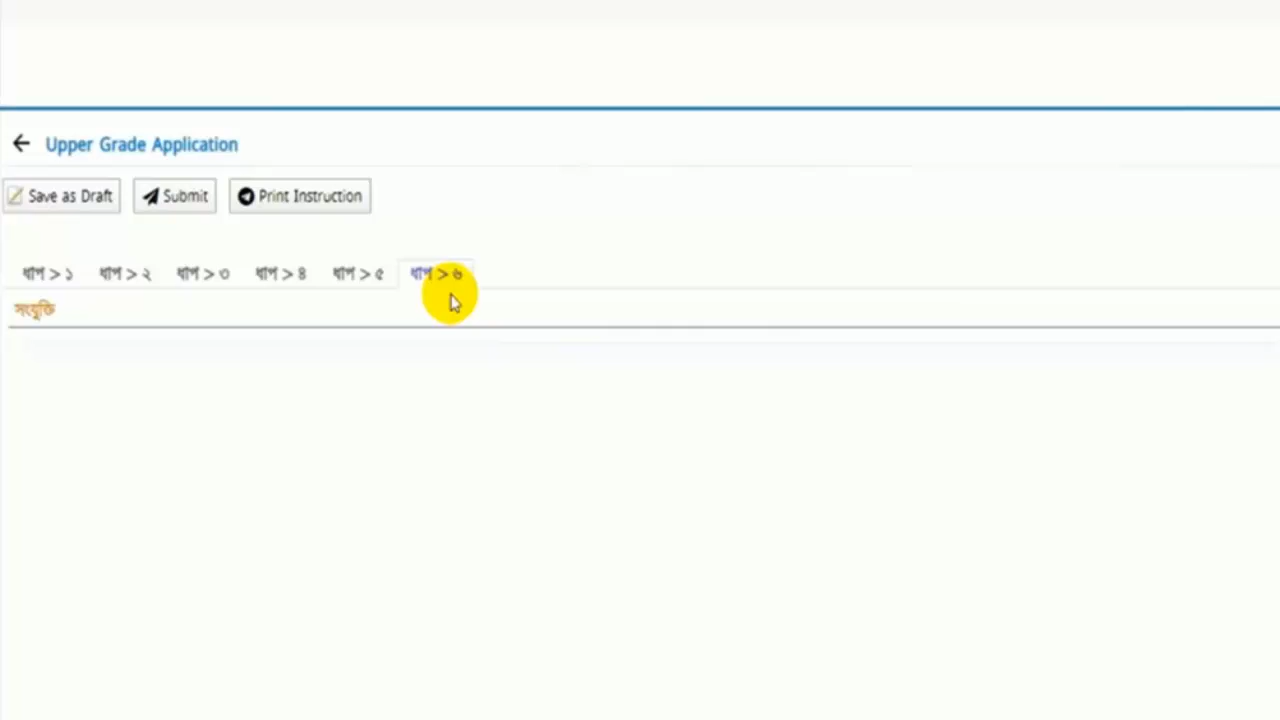 Upper Grade Application
Save as Draft Submit Print Instruction
ধাপ > ১ ধাপ > ২ ধাপ > ৩ ধাপ > ৪ ধাপ > ৫ ধাপ > ৬
সংযুক্তি